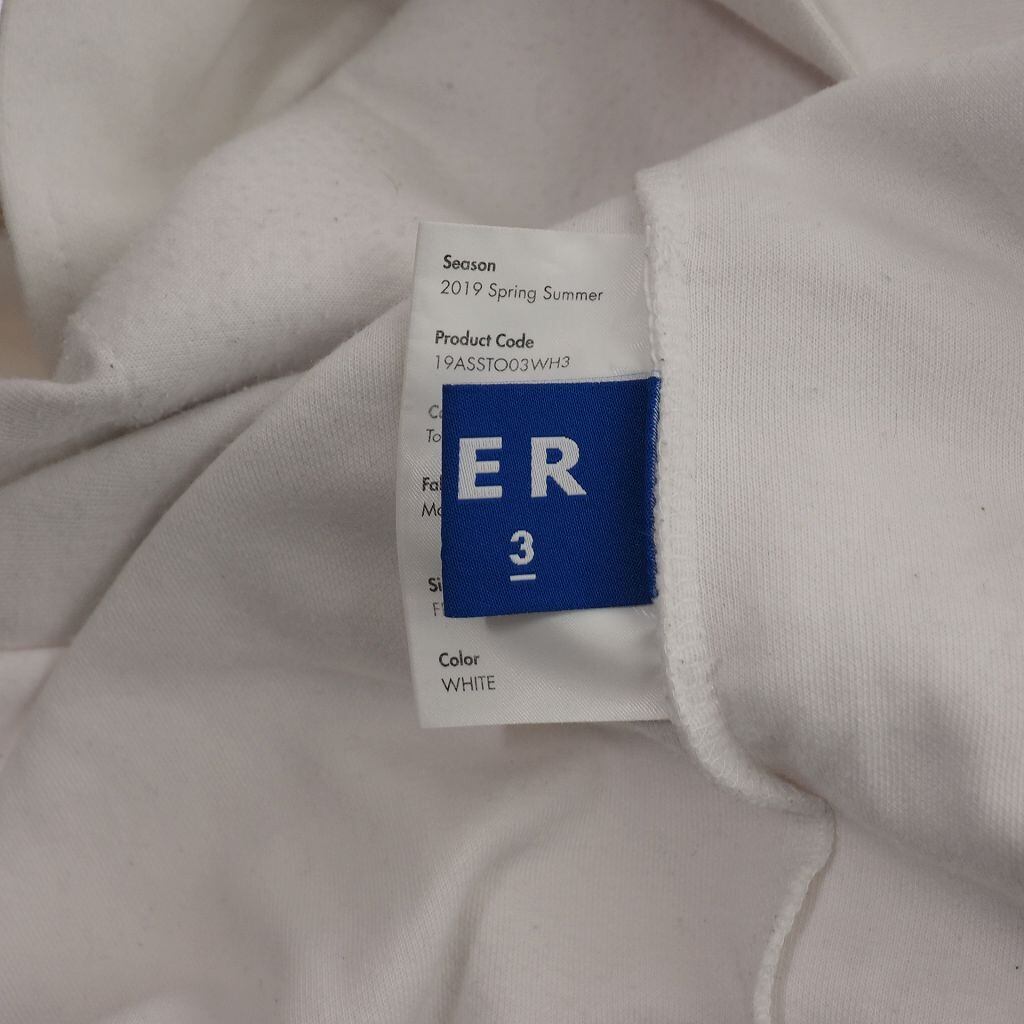 Season
2019 Spring Summer
Product Code
19ASSTO03WH3
ER
3
Color
WHITE